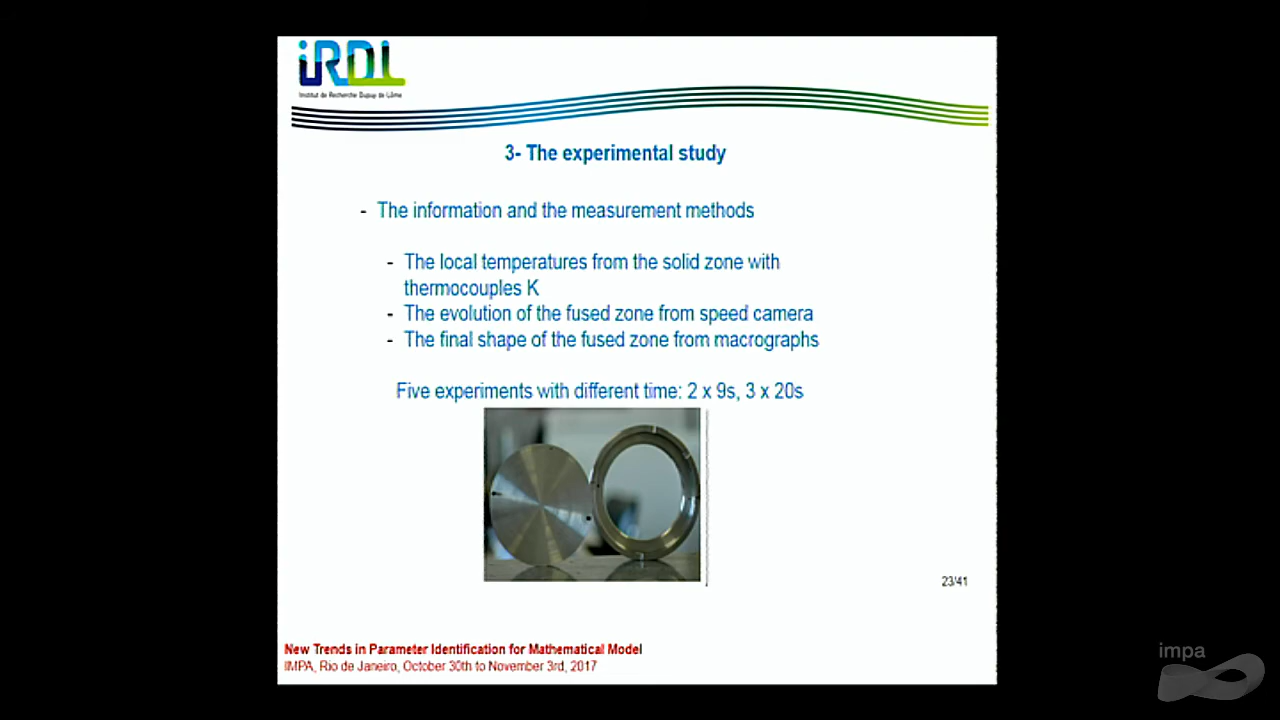 iRDL
Institut de Recherche Dupuy de Lôme
3- The experimental study
- The information and the measurement methods
- The local temperatures from the solid zone with
thermocouples K
- The evolution of the fused zone from speed camera
- The final shape of the fused zone from macrographs
Five experiments with different time: 2 x 9s, 3 x 20s
23/41
New Trends in Parameter Identification for Mathematical Model
IMPA, Rio de Janeiro, October 30th to November 3rd, 2017
impa